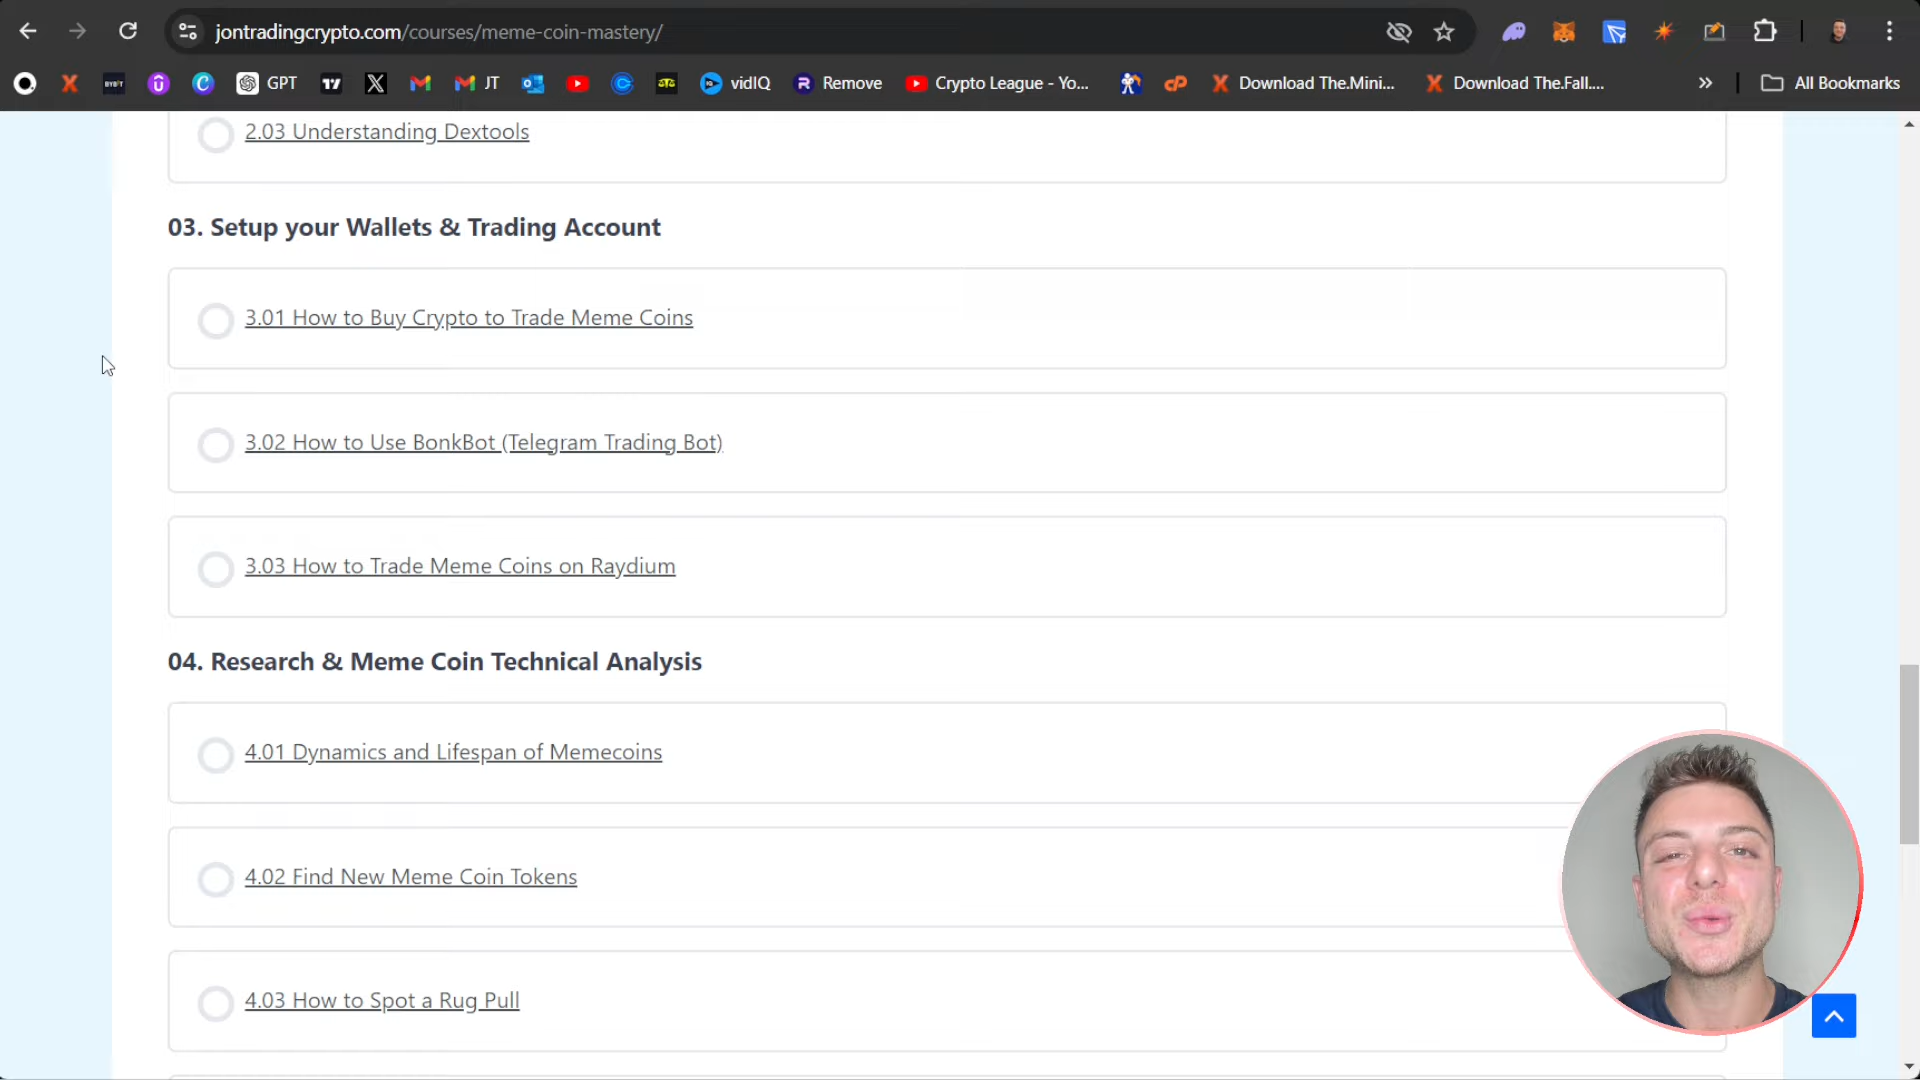 jontradingcrypto.com/courses/meme-coin-mastery/
GPT
JT
vidIQ
Remove
Crypto League - Yo...
Download The.Mini...
Download The.Fall....
All Bookmarks
2.03 Understanding Dextools
03. Setup your Wallets & Trading Account
3.01 How to Buy Crypto to Trade Meme Coins
3.02 How to Use BonkBot (Telegram Trading Bot)
3.03 How to Trade Meme Coins on Raydium
04. Research & Meme Coin Technical Analysis
4.01 Dynamics and Lifespan of Memecoins
4.02 Find New Meme Coin Tokens
4.03 How to Spot a Rug Pull